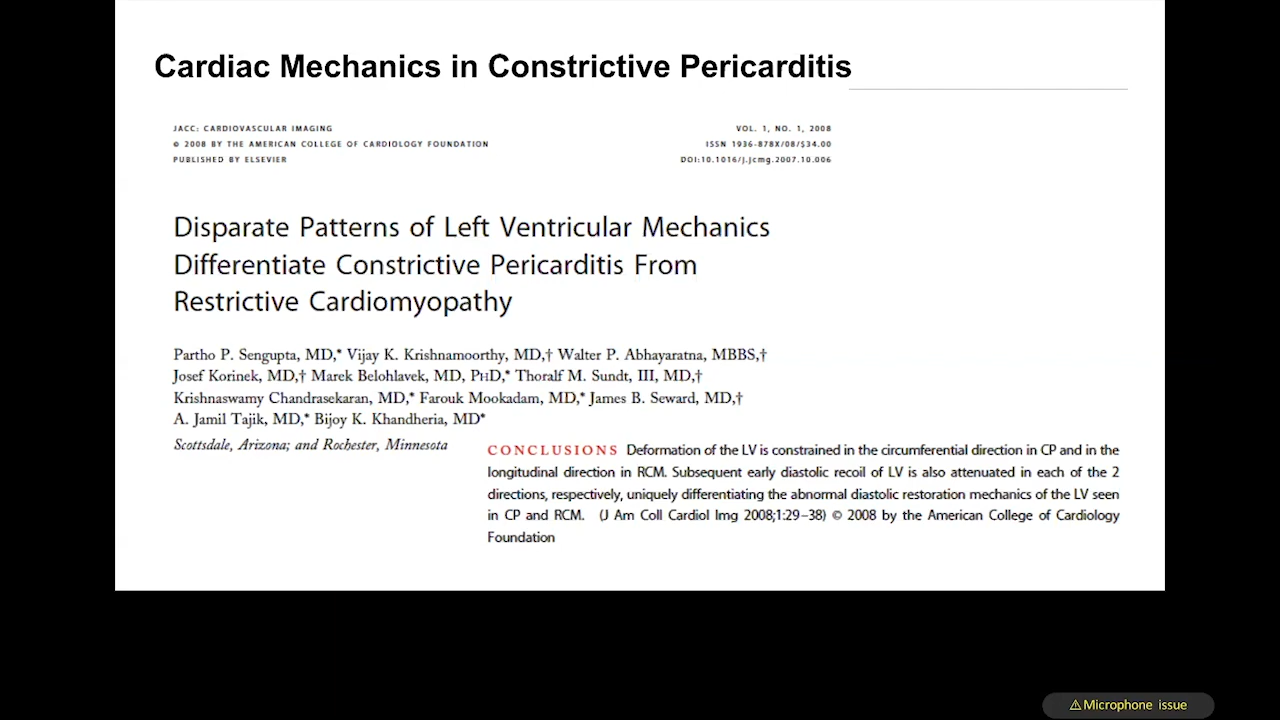 Cardiac Mechanics in Constrictive Pericarditis
JACC: CARDIOVASCULAR IMAGING
© 2008 BY THE AMERICAN COLLEGE OF CARDIOLOGY FOUNDATION
PUBLISHED BY ELSEVIER
VOL. 1, NO. 1, 2008
ISSN 1936-878X/08/$34.00
DOI:10.1016/j.jcmg.2007.10.006
Disparate Patterns of Left Ventricular Mechanics
Differentiate Constrictive Pericarditis From
Restrictive Cardiomyopathy
Partho P. Sengupta, MD,* Vijay K. Krishnamoorthy, MD,† Walter P. Abhayaratna, MBBS,†
Josef Korinek, MD,† Marek Belohlavek, MD, PHD,* Thoralf M. Sundt, III, MD,†
Krishnaswamy Chandrasekaran, MD,* Farouk Mookadam, MD,* James B. Seward, MD,†
A. Jamil Tajik, MD,* Bijoy K. Khandheria, MD*
Scottsdale, Arizona; and Rochester, Minnesota
CONCLUSIONS Deformation of the LV is constrained in the circumferential direction in CP and in the
longitudinal direction in RCM. Subsequent early diastolic recoil of LV is also attenuated in each of the 2
directions, respectively, uniquely differentiating the abnormal diastolic restoration mechanics of the LV seen
in CP and RCM. (J Am Coll Cardiol Img 2008;1:29–38) © 2008 by the American College of Cardiology
Foundation
⚠Microphone issue